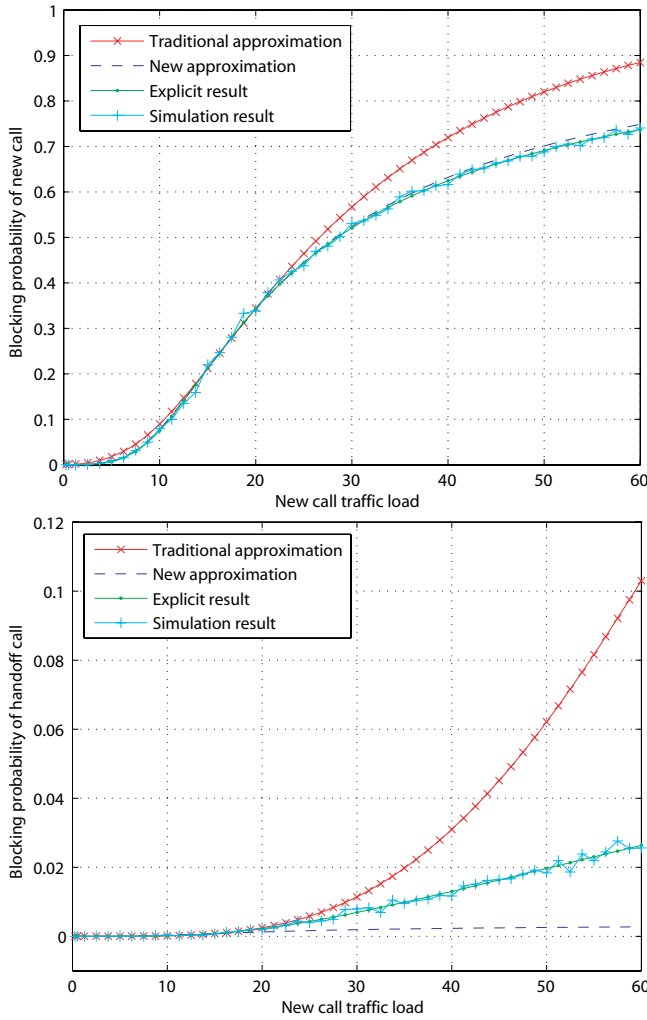 1
0.9
0.8
0.7
0.6
0.5
0.4
0.3
0.2
0.1
0
Blocking probability of new call
Traditional approximation
New approximation
Explicit result
Simulation result
0 10 20 30 40 50 60
New call traffic load
0.12
0.1
0.08
0.06
0.04
0.02
0
Blocking probability of handoff call
Traditional approximation
New approximation
Explicit result
Simulation result
0 10 20 30 40 50 60
New call traffic load